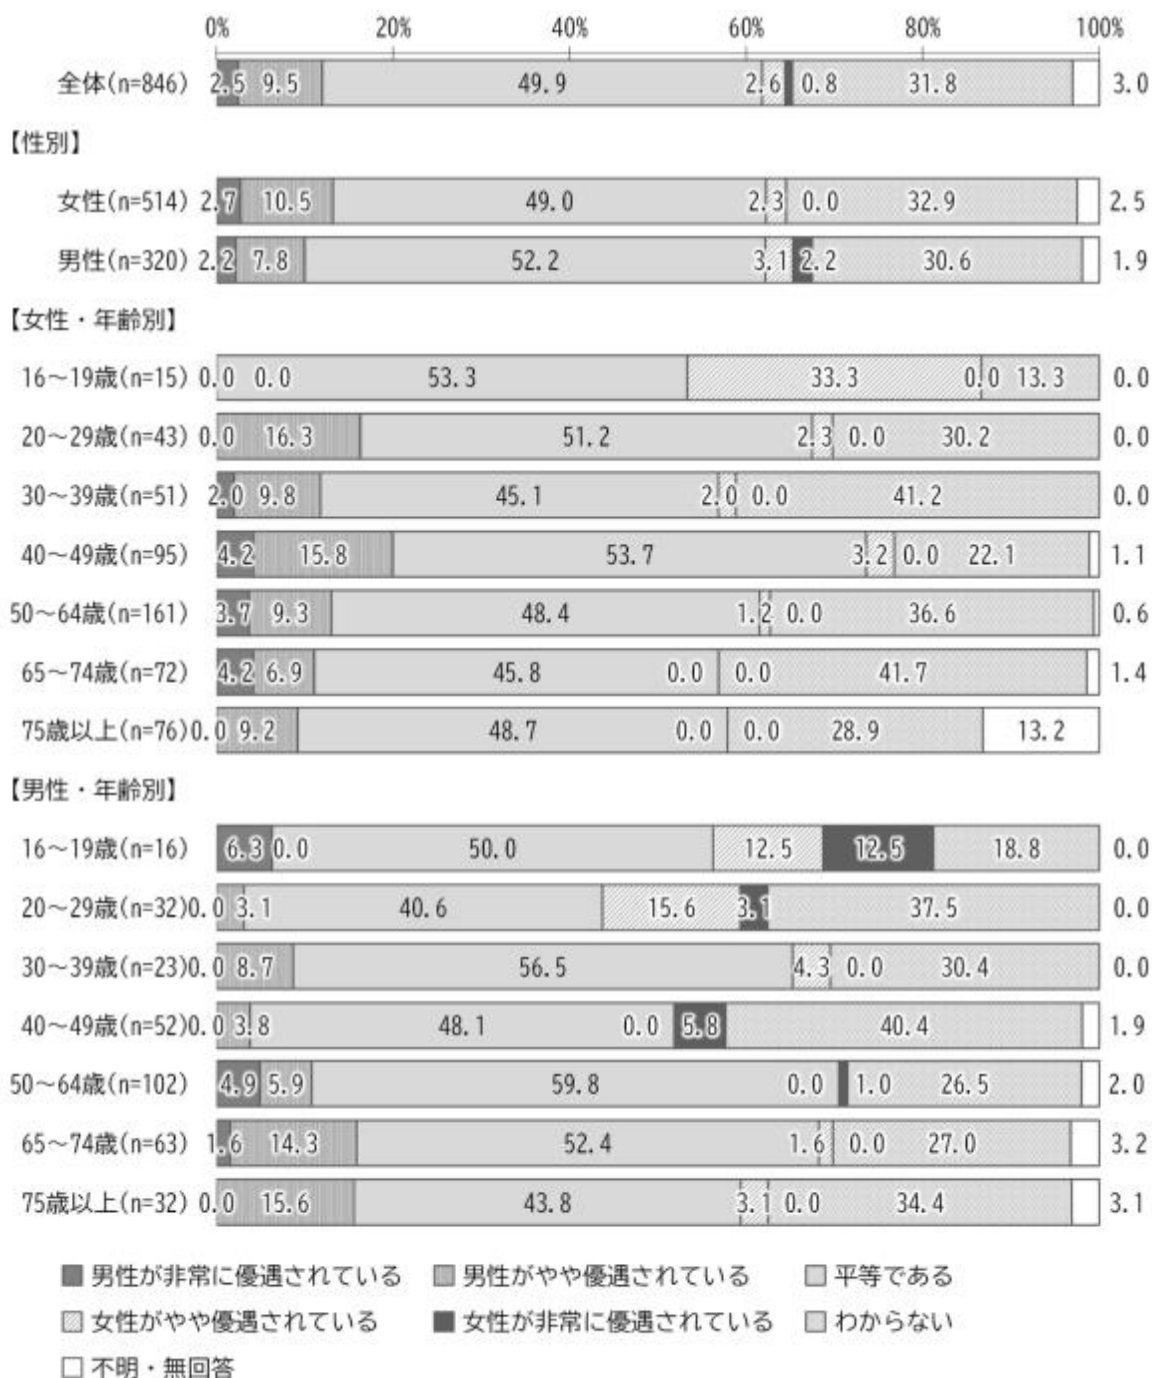 0% 20% 40% 60% 80% 100%
全体(n=846) 2.5 9.5 49.9 2.6 0.8 31.8 3.0
【性別】
女性(n=514) 2.7 10.5 49.0 2.3 0.0 32.9 2.5
男性(n=320) 2.2 7.8 52.2 3.1 2.2 30.6 1.9
【女性・年齢別】
16～19歳(n=15) 0.0 0.0 53.3 33.3 0.0 13.3 0.0
20～29歳(n=43) 0.0 16.3 51.2 2.3 0.0 30.2 0.0
30～39歳(n=51) 2.0 9.8 45.1 2.0 0.0 41.2 0.0
40～49歳(n=95) 4.2 15.8 53.7 3.2 0.0 22.1 1.1
50～64歳(n=161) 3.7 9.3 48.4 1.2 0.0 36.6 0.6
65～74歳(n=72) 4.2 6.9 45.8 0.0 0.0 41.7 1.4
75歳以上(n=76) 0.0 9.2 48.7 0.0 0.0 28.9 13.2
【男性・年齢別】
16～19歳(n=16) 6.3 0.0 50.0 12.5 12.5 18.8 0.0
20～29歳(n=32) 0.0 3.1 40.6 15.6 3.1 37.5 0.0
30～39歳(n=23) 0.0 8.7 56.5 4.3 0.0 30.4 0.0
40～49歳(n=52) 0.0 3.8 48.1 0.0 5.8 40.4 1.9
50～64歳(n=102) 4.9 5.9 59.8 0.0 1.0 26.5 2.0
65～74歳(n=63) 1.6 14.3 52.4 1.6 0.0 27.0 3.2
75歳以上(n=32) 0.0 15.6 43.8 3.1 0.0 34.4 3.1
男性が非常に優遇されている 男性がやや優遇されている 平等である
女性がやや優遇されている 女性が非常に優遇されている わからない
不明・無回答